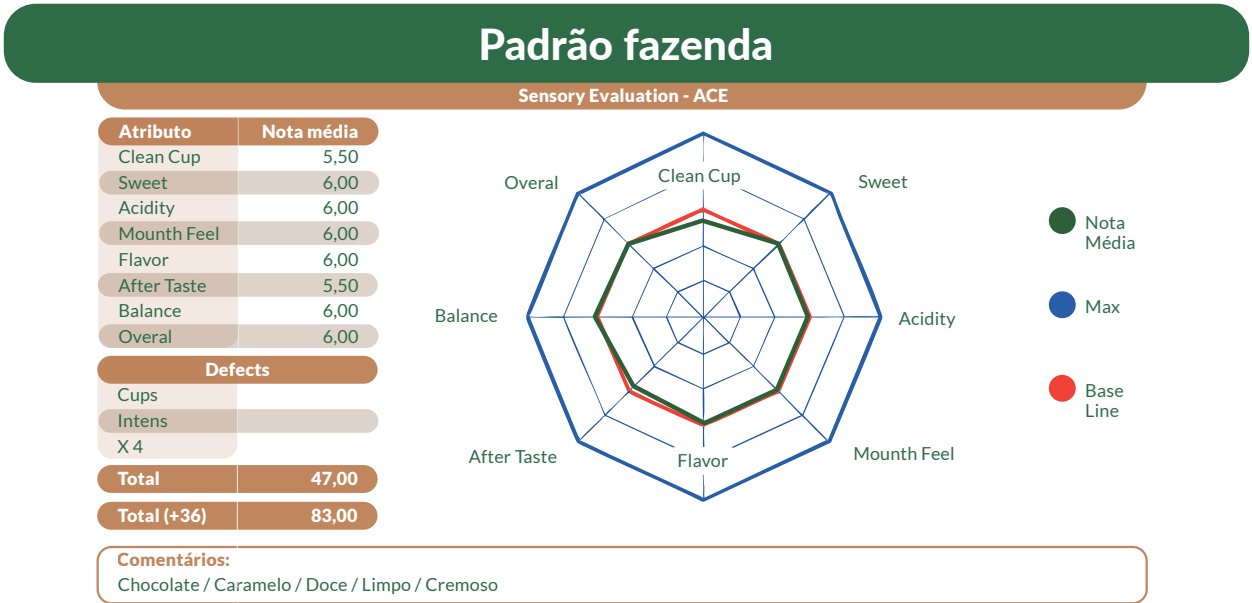 Padrão fazenda
Sensory Evaluation - ACE
Atributo Nota média
Clean Cup 5,50
Sweet 6,00
Acidity 6,00
Mounth Feel 6,00
Flavor 6,00
After Taste 5,50
Balance 6,00
Overal 6,00
Defects
Cups
Intens
X 4
Total 47,00
Total (+36) 83,00
Clean Cup
Sweet
Acidity
Mounth Feel
Flavor
After Taste
Balance
Overal
Nota
Média
Max
Base
Line
Comentários:
Chocolate / Caramelo / Doce / Limpo / Cremoso